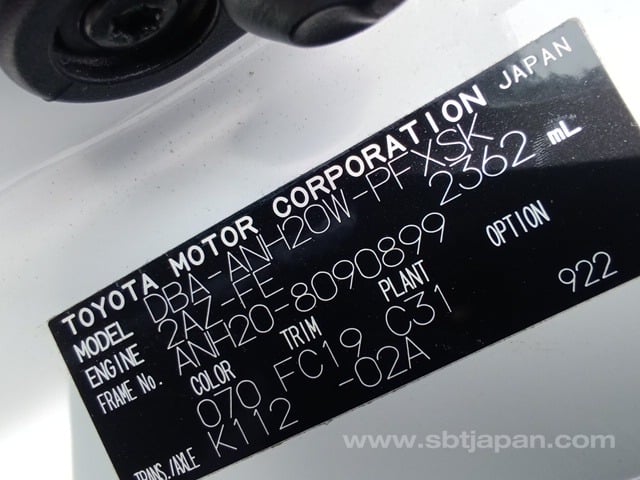 TOYOTA MOTOR CORPORATION JAPAN
MODEL DBA-ANH20W-PFXSK
ENGINE 2AZ-FE 2362 mL
FRAME No. ANH20-8090899
COLOR TRIM PLANT OPTION
070 FC19 C31 922
TRANS./AXLE K112 -02A
www.sbtjapan.com